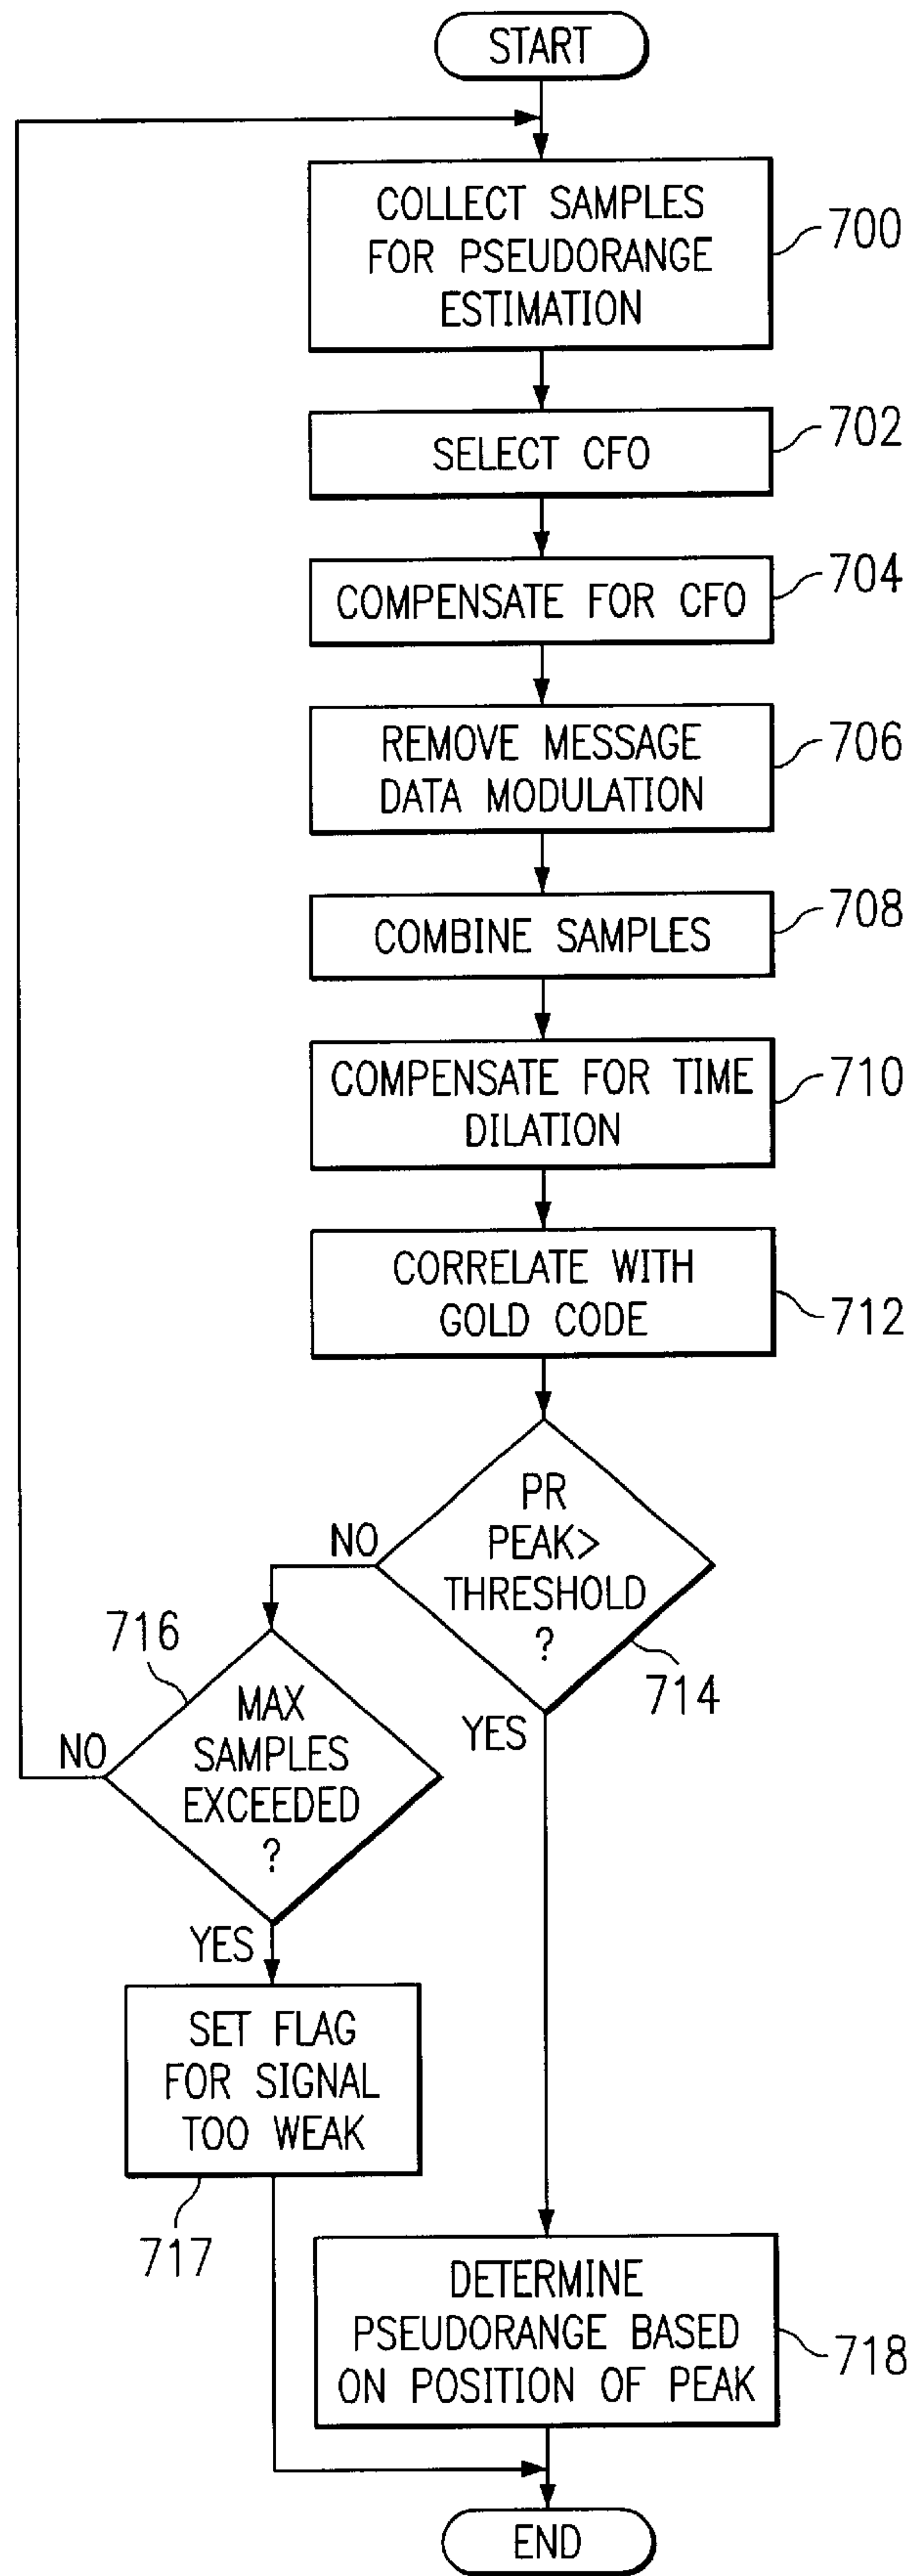 START
COLLECT SAMPLES
FOR PSEUDORANGE
ESTIMATION
700
SELECT CFO
702
COMPENSATE FOR CFO
704
REMOVE MESSAGE
DATA MODULATION
706
COMBINE SAMPLES
708
COMPENSATE FOR TIME
DILATION
710
CORRELATE WITH
GOLD CODE
712
PR
PEAK>
THRESHOLD
?
714
NO
YES
716
MAX
SAMPLES
EXCEEDED
?
NO
YES
SET FLAG
FOR SIGNAL
TOO WEAK
717
DETERMINE
PSEUDORANGE BASED
ON POSITION OF PEAK
718
END